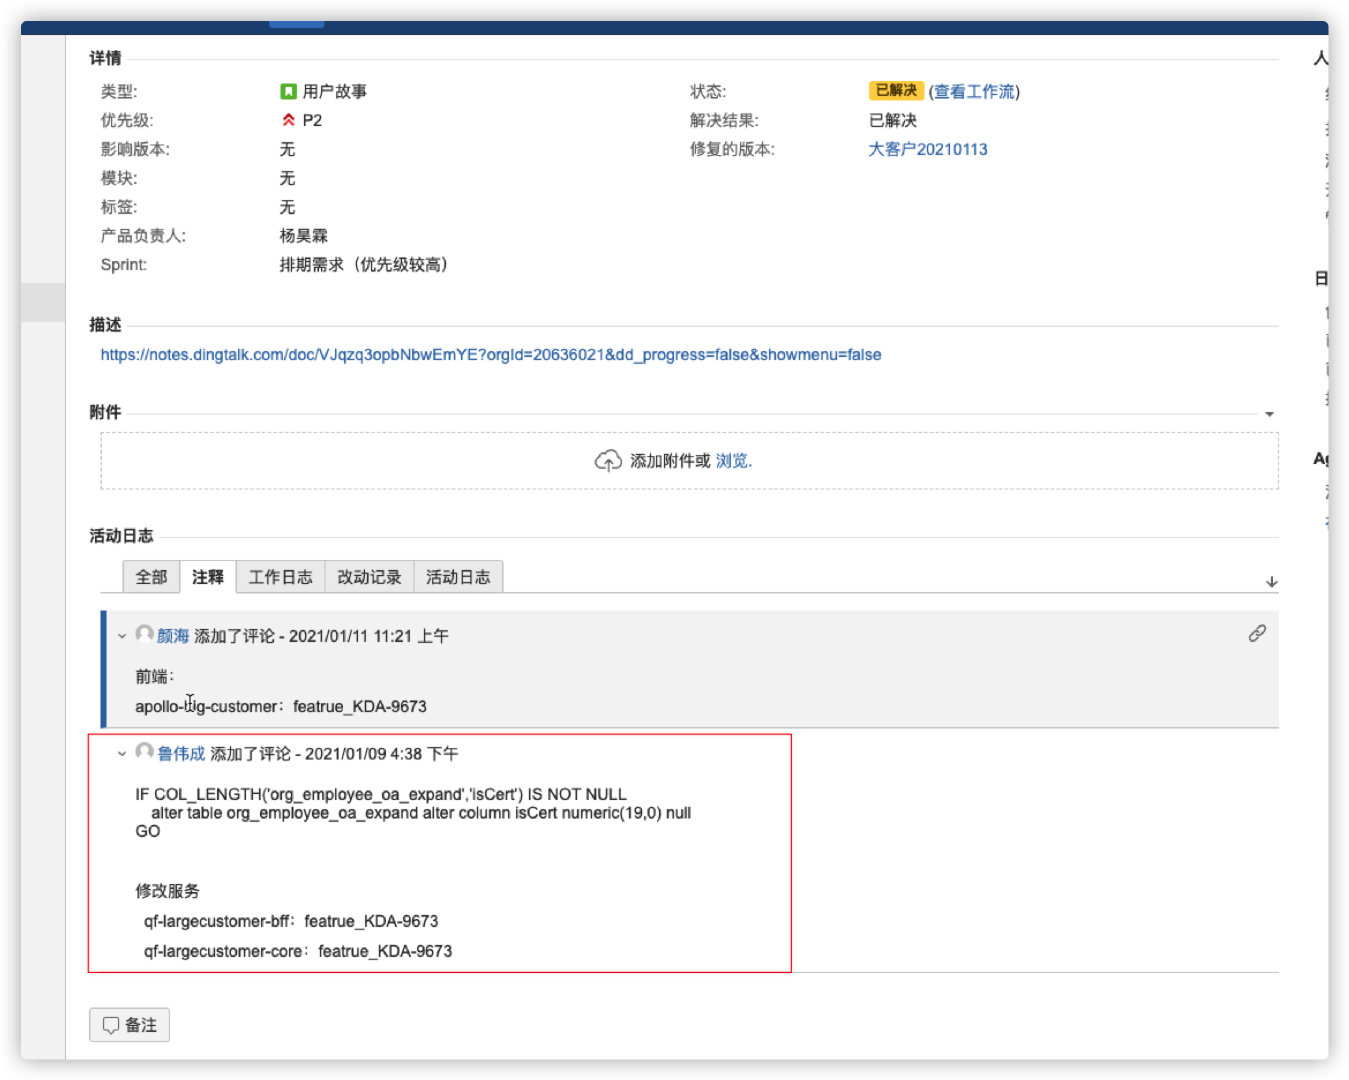 详情
类型: 用户故事 状态: 已解决 (查看工作流)
优先级: P2 解决结果: 已解决
影响版本: 无 修复的版本: 大客户20210113
模块: 无
标签: 无
产品负责人: 杨昊霖
Sprint: 排期需求（优先级较高）
描述
https://notes.dingtalk.com/doc/VJqzq3opbNbwEmYE?orgId=20636021&dd_progress=false&showmenu=false
附件
添加附件或 浏览.
活动日志
全部 注释 工作日志 改动记录 活动日志
颜海 添加了评论 - 2021/01/11 11:21 上午
前端：
apollo-big-customer：featrue_KDA-9673
鲁伟成 添加了评论 - 2021/01/09 4:38 下午
IF COL_LENGTH('org_employee_oa_expand','isCert') IS NOT NULL
alter table org_employee_oa_expand alter column isCert numeric(19,0) null
GO
修改服务
qf-largecustomer-bff：featrue_KDA-9673
qf-largecustomer-core：featrue_KDA-9673
备注